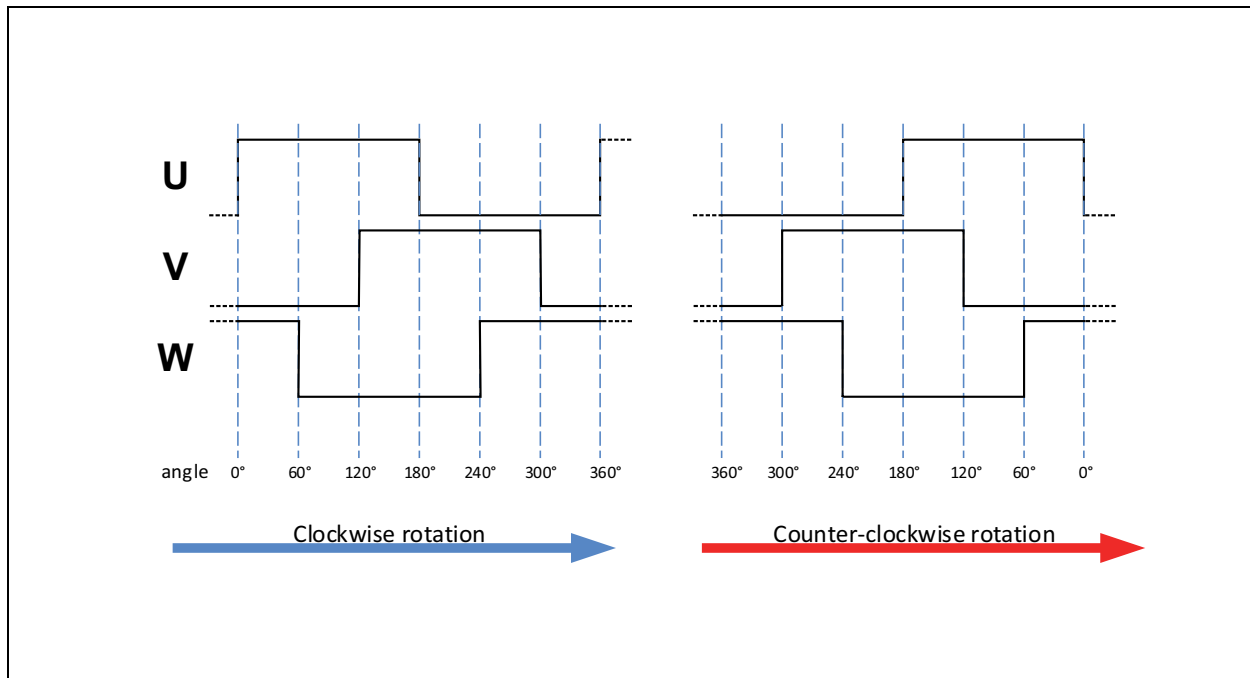 U
V
W
angle 0° 60° 120° 180° 240° 300° 360° 360° 300° 240° 180° 120° 60° 0°
Clockwise rotation Counter-clockwise rotation